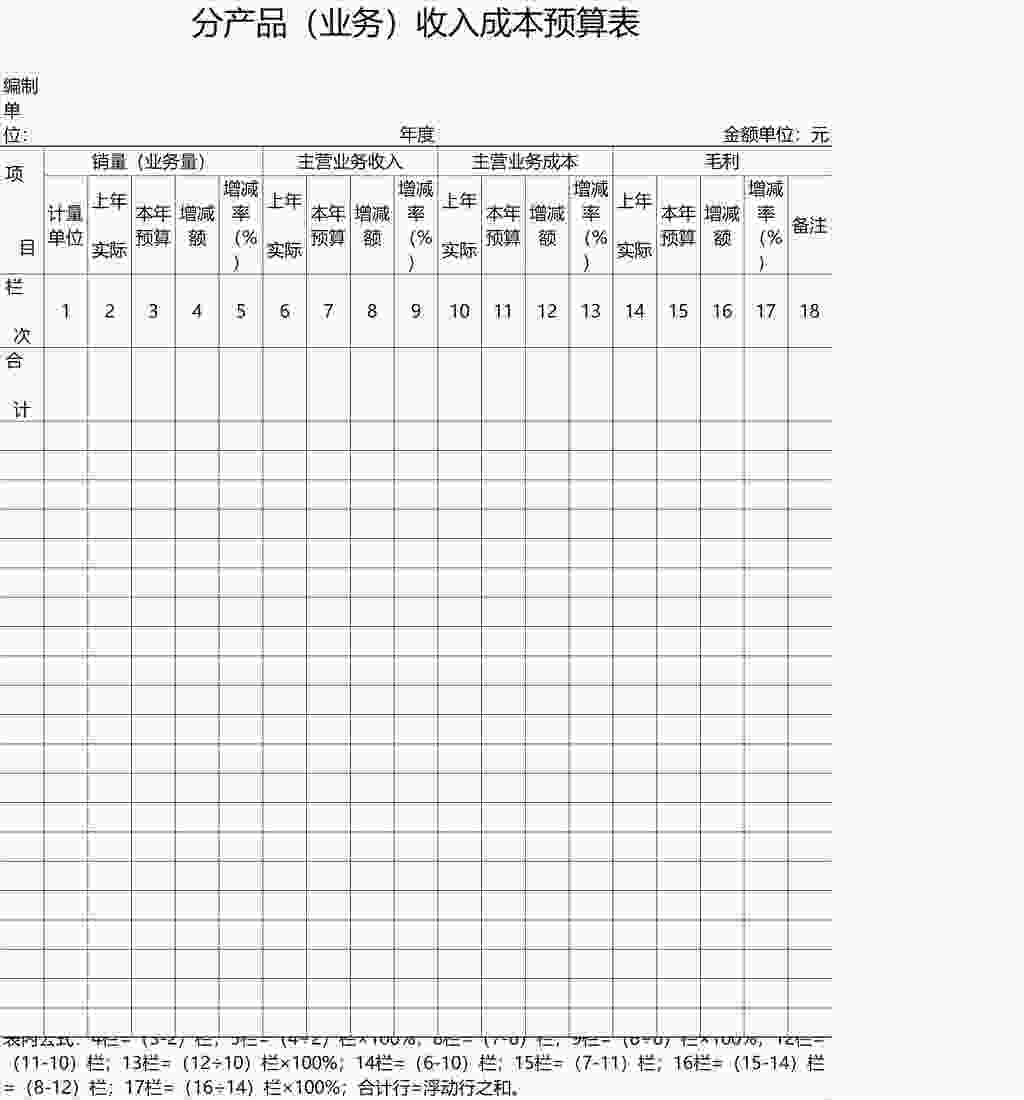 分产品（业务）收入成本预算表
编制
单
位： 年度 金额单位：元
项 目 销量（业务量） 主营业务收入 主营业务成本 毛利
计量单位 上年实际 本年预算 增减额 增减率（%） 上年实际 本年预算 增减额 增减率（%） 上年实际 本年预算 增减额 增减率（%） 上年实际 本年预算 增减额 增减率（%） 备注
栏 次 1 2 3 4 5 6 7 8 9 10 11 12 13 14 15 16 17 18
合 计
表内公式：4栏=（3-2）栏；5栏=（4÷2）栏×100%；8栏=（7-6）栏；9栏=（8÷6）栏×100%；12栏=
（11-10）栏；13栏=（12÷10）栏×100%；14栏=（6-10）栏；15栏=（7-11）栏；16栏=（15-14）栏
=（8-12）栏；17栏=（16÷14）栏×100%；合计行=浮动行之和。